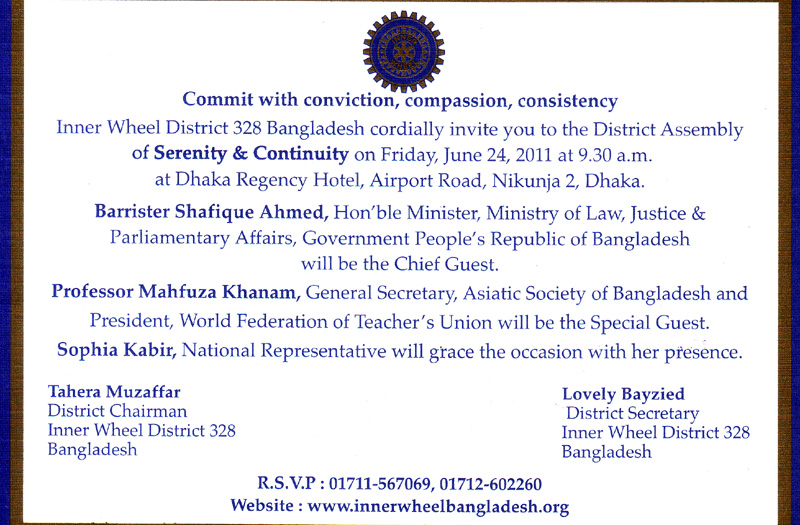 Commit with conviction, compassion, consistency
Inner Wheel District 328 Bangladesh cordially invite you to the District Assembly
of Serenity & Continuity on Friday, June 24, 2011 at 9.30 a.m.
at Dhaka Regency Hotel, Airport Road, Nikunja 2, Dhaka.
Barrister Shafique Ahmed, Hon'ble Minister, Ministry of Law, Justice &
Parliamentary Affairs, Government People's Republic of Bangladesh
will be the Chief Guest.
Professor Mahfuza Khanam, General Secretary, Asiatic Society of Bangladesh and
President, World Federation of Teacher's Union will be the Special Guest.
Sophia Kabir, National Representative will grace the occasion with her presence.
Tahera Muzaffar
District Chairman
Inner Wheel District 328
Bangladesh
Lovely Bayzied
District Secretary
Inner Wheel District 328
Bangladesh
R.S.V.P : 01711-567069, 01712-602260
Website : www.innerwheelbangladesh.org